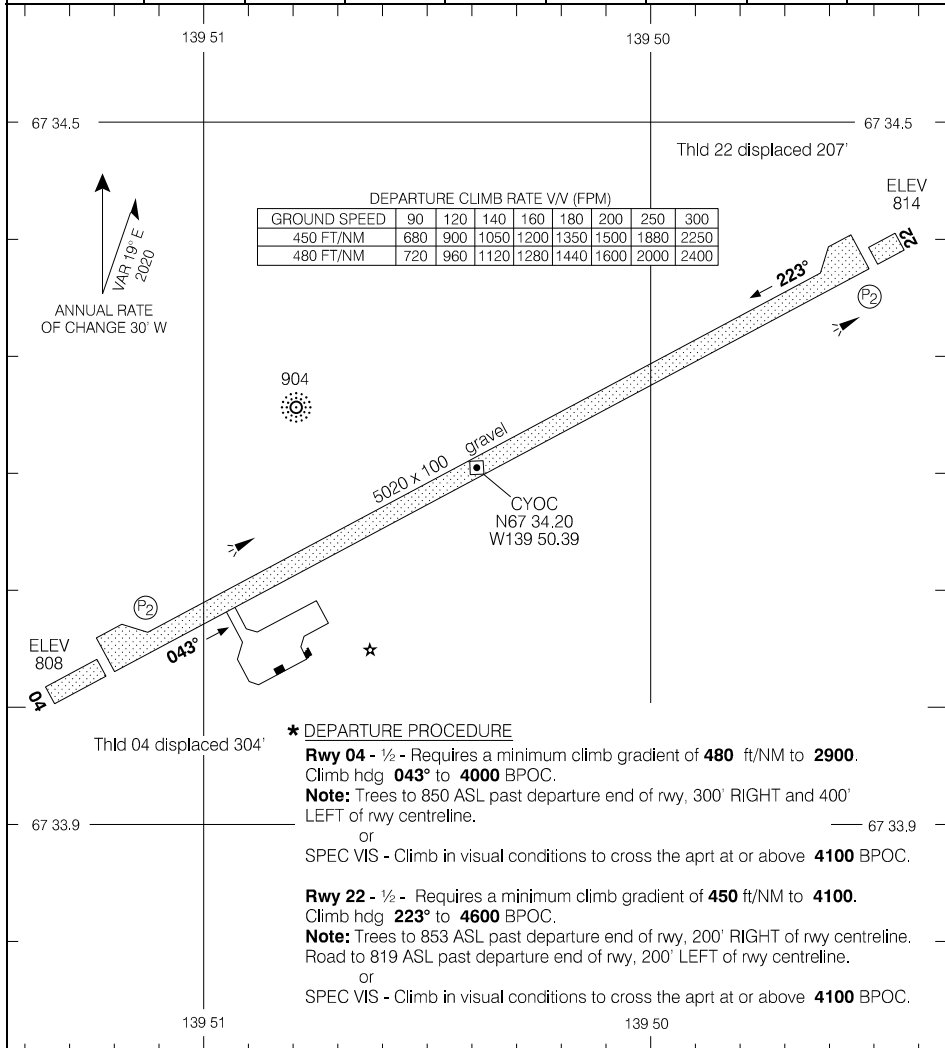 139 51
139 50
67 34.5
67 34.5
Thld 22 displaced 207'
ELEV
814
22
DEPARTURE CLIMB RATE V/V (FPM)
GROUND SPEED 90 120 140 160 180 200 250 300
450 FT/NM 680 900 1050 1200 1350 1500 1880 2250
480 FT/NM 720 960 1120 1280 1440 1600 2000 2400
VAR 19° E
2020
ANNUAL RATE
OF CHANGE 30' W
223°
P2
904
5020 x 100 gravel
CYOC
N67 34.20
W139 50.39
P2
043°
ELEV
808
04
Thld 04 displaced 304'
* DEPARTURE PROCEDURE
Rwy 04 - ½ - Requires a minimum climb gradient of 480 ft/NM to 2900.
Climb hdg 043° to 4000 BPOC.
Note: Trees to 850 ASL past departure end of rwy, 300' RIGHT and 400'
LEFT of rwy centreline.
or
SPEC VIS - Climb in visual conditions to cross the aprt at or above 4100 BPOC.
67 33.9
67 33.9
Rwy 22 - ½ - Requires a minimum climb gradient of 450 ft/NM to 4100.
Climb hdg 223° to 4600 BPOC.
Note: Trees to 853 ASL past departure end of rwy, 200' RIGHT of rwy centreline.
Road to 819 ASL past departure end of rwy, 200' LEFT of rwy centreline.
or
SPEC VIS - Climb in visual conditions to cross the aprt at or above 4100 BPOC.
139 51
139 50